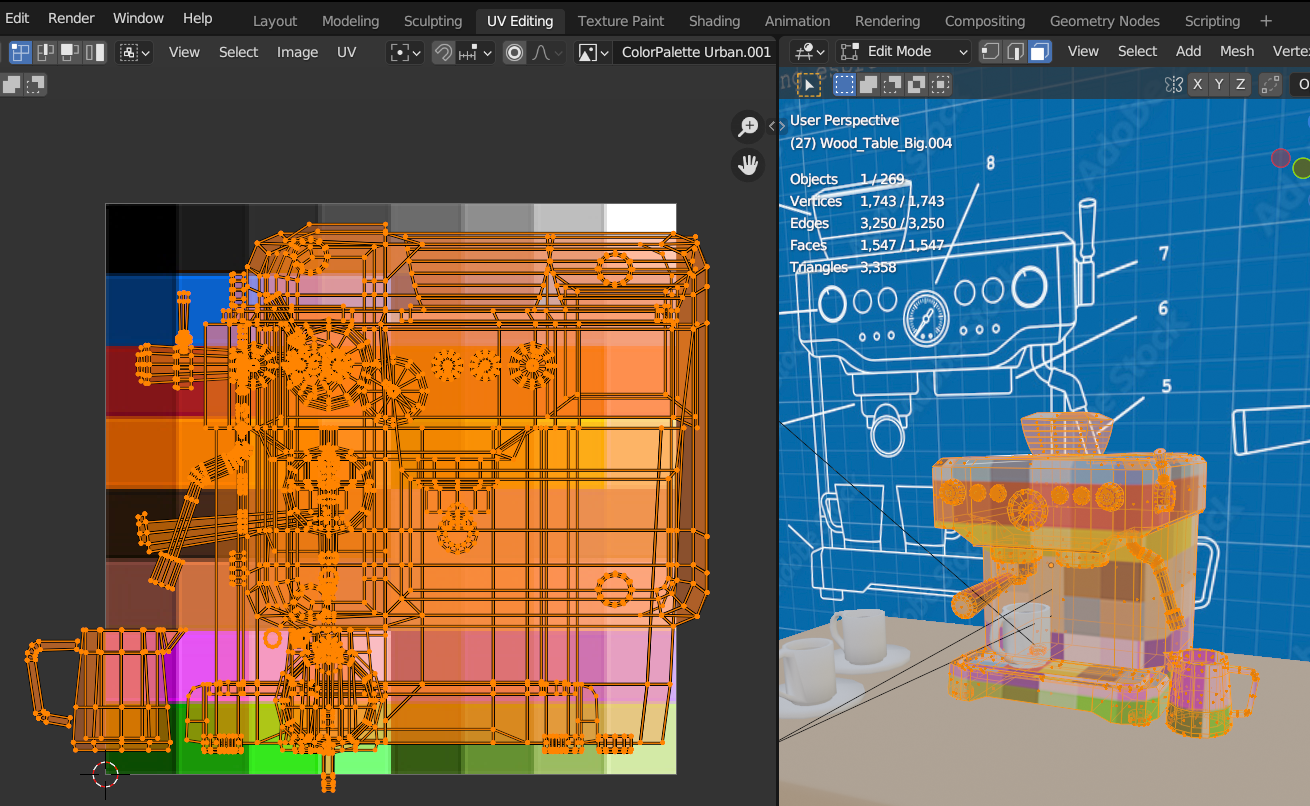 Edit Render Window Help Layout Modeling Sculpting UV Editing Texture Paint Shading Animation Rendering Compositing Geometry Nodes Scripting +
View Select Image UV ColorPalette Urban.001 Edit Mode View Select Add Mesh Vertex
X Y Z
User Perspective
(27) Wood_Table_Big.004
Objects 1 / 269
Vertices 1,743 / 1,743
Edges 3,250 / 3,250
Faces 1,547 / 1,547
Triangles 3,358
8
7
6
5
Adobe Stock